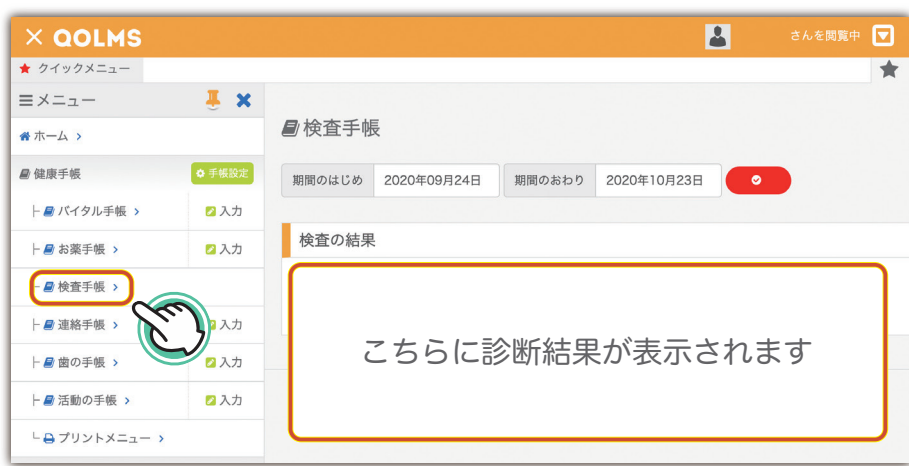 QOLMS
さんを閲覧中
クイックメニュー
メニュー
ホーム
健康手帳
手帳設定
バイタル手帳
入力
お薬手帳
入力
検査手帳
連絡手帳
入力
歯の手帳
入力
活動の手帳
入力
プリントメニュー
検査手帳
期間のはじめ 2020年09月24日 期間のおわり 2020年10月23日
検査の結果
こちらに診断結果が表示されます